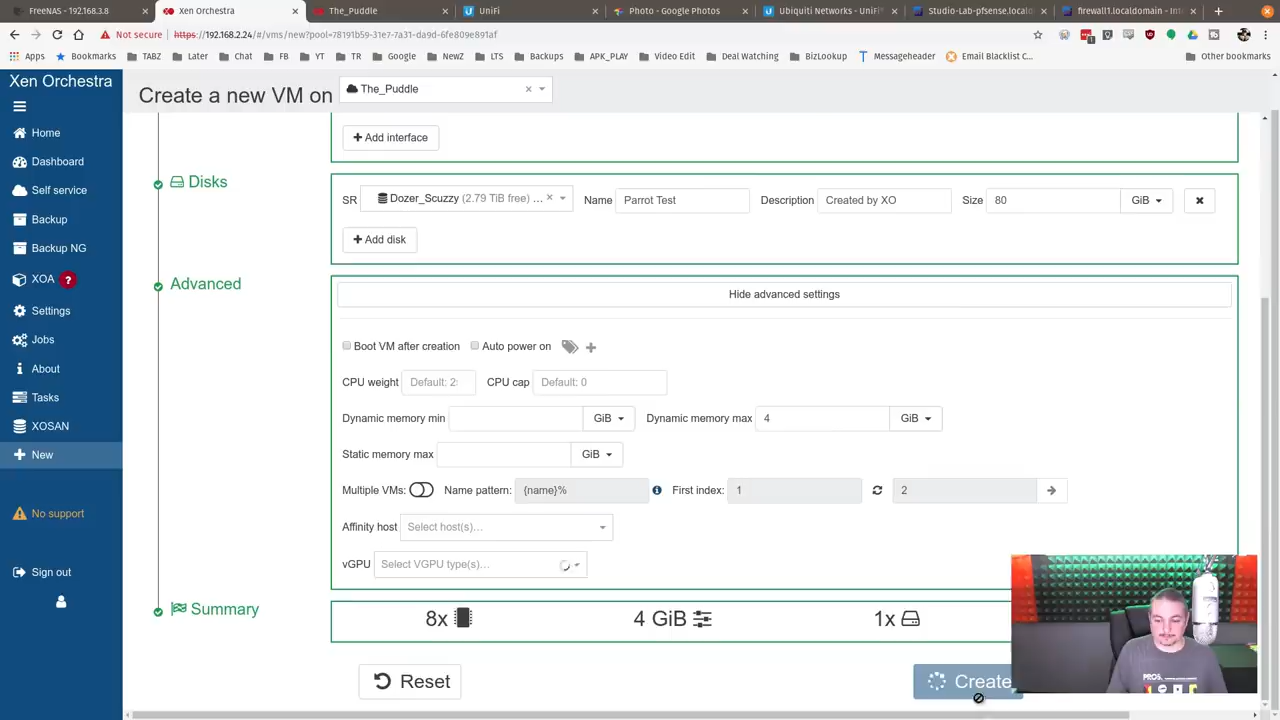 FreeNAS - 192.168.3.8
Xen Orchestra
The_Puddle
UniFi
Photo - Google Photos
Ubiquiti Networks - UniFi
Studio-Lab-pfsense.local
firewall1.localdomain - Int
Not secure
https://192.168.2.24/#/vms/new?pool=78191b59-31e7-7a31-da9d-6fe809e891af
Apps
Bookmarks
TABZ
Later
Chat
FB
YT
TR
Google
NewZ
LTS
Backups
APK_PLAY
Video Edit
Deal Watching
BizLookup
Messageheader
Email Blacklist C...
Other bookmarks
Xen Orchestra
Home
Dashboard
Self service
Backup
Backup NG
XOA ?
Settings
Jobs
About
Tasks
XOSAN
New
No support
Sign out
Create a new VM on
The_Puddle
Add interface
Disks
SR Dozer_Scuzzy (2.79 TiB free) ... Name Parrot Test Description Created by XO Size 80 GiB
Add disk
Advanced
Hide advanced settings
Boot VM after creation Auto power on
CPU weight Default: 2 CPU cap Default: 0
Dynamic memory min GiB Dynamic memory max 4 GiB
Static memory max GiB
Multiple VMs: Name pattern: {name}% First index: 1 2
Affinity host Select host(s)...
vGPU Select VGPU type(s)...
Summary
8x 4 GiB 1x
Reset
Create
PROS.